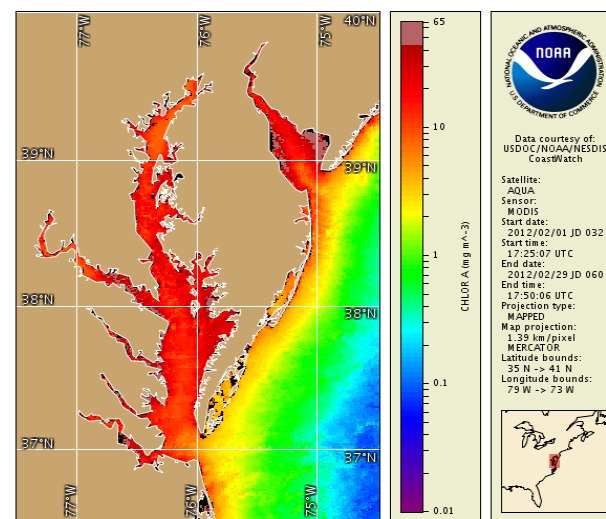 77°W
76°W
75°W
40°N
39°N
39°N
38°N
38°N
37°N
37°N
77°W
76°W
75°W
65
10
1
0.1
0.01
CHLOR A (mg m^-3)
NATIONAL OCEANIC AND ATMOSPHERIC ADMINISTRATION
NOAA
U.S. DEPARTMENT OF COMMERCE
Data courtesy of:
USDOC/NOAA/NESDIS
CoastWatch
Satellite:
AQUA
Sensor:
MODIS
Start date:
2012/02/01 JD 032
Start time:
17:25:07 UTC
End date:
2012/02/29 JD 060
End time:
17:50:06 UTC
Projection type:
MAPPED
Map projection:
1.39 km/pixel
MERCATOR
Latitude bounds:
35 N -> 41 N
Longitude bounds:
79 W -> 73 W